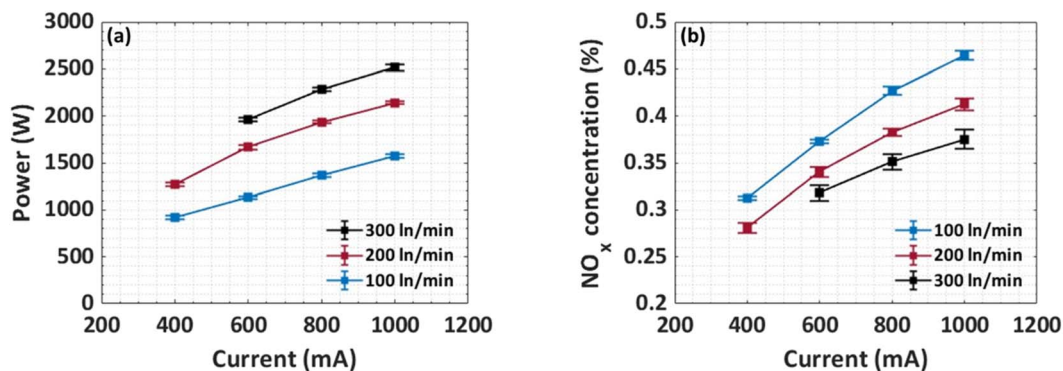 (a)
Power (W)
3000
2500
2000
1500
1000
500
0
300 ln/min
200 ln/min
100 ln/min
200 400 600 800 1000 1200
Current (mA)
(b)
NOx concentration (%)
0.5
0.45
0.4
0.35
0.3
0.25
0.2
100 ln/min
200 ln/min
300 ln/min
200 400 600 800 1000 1200
Current (mA)